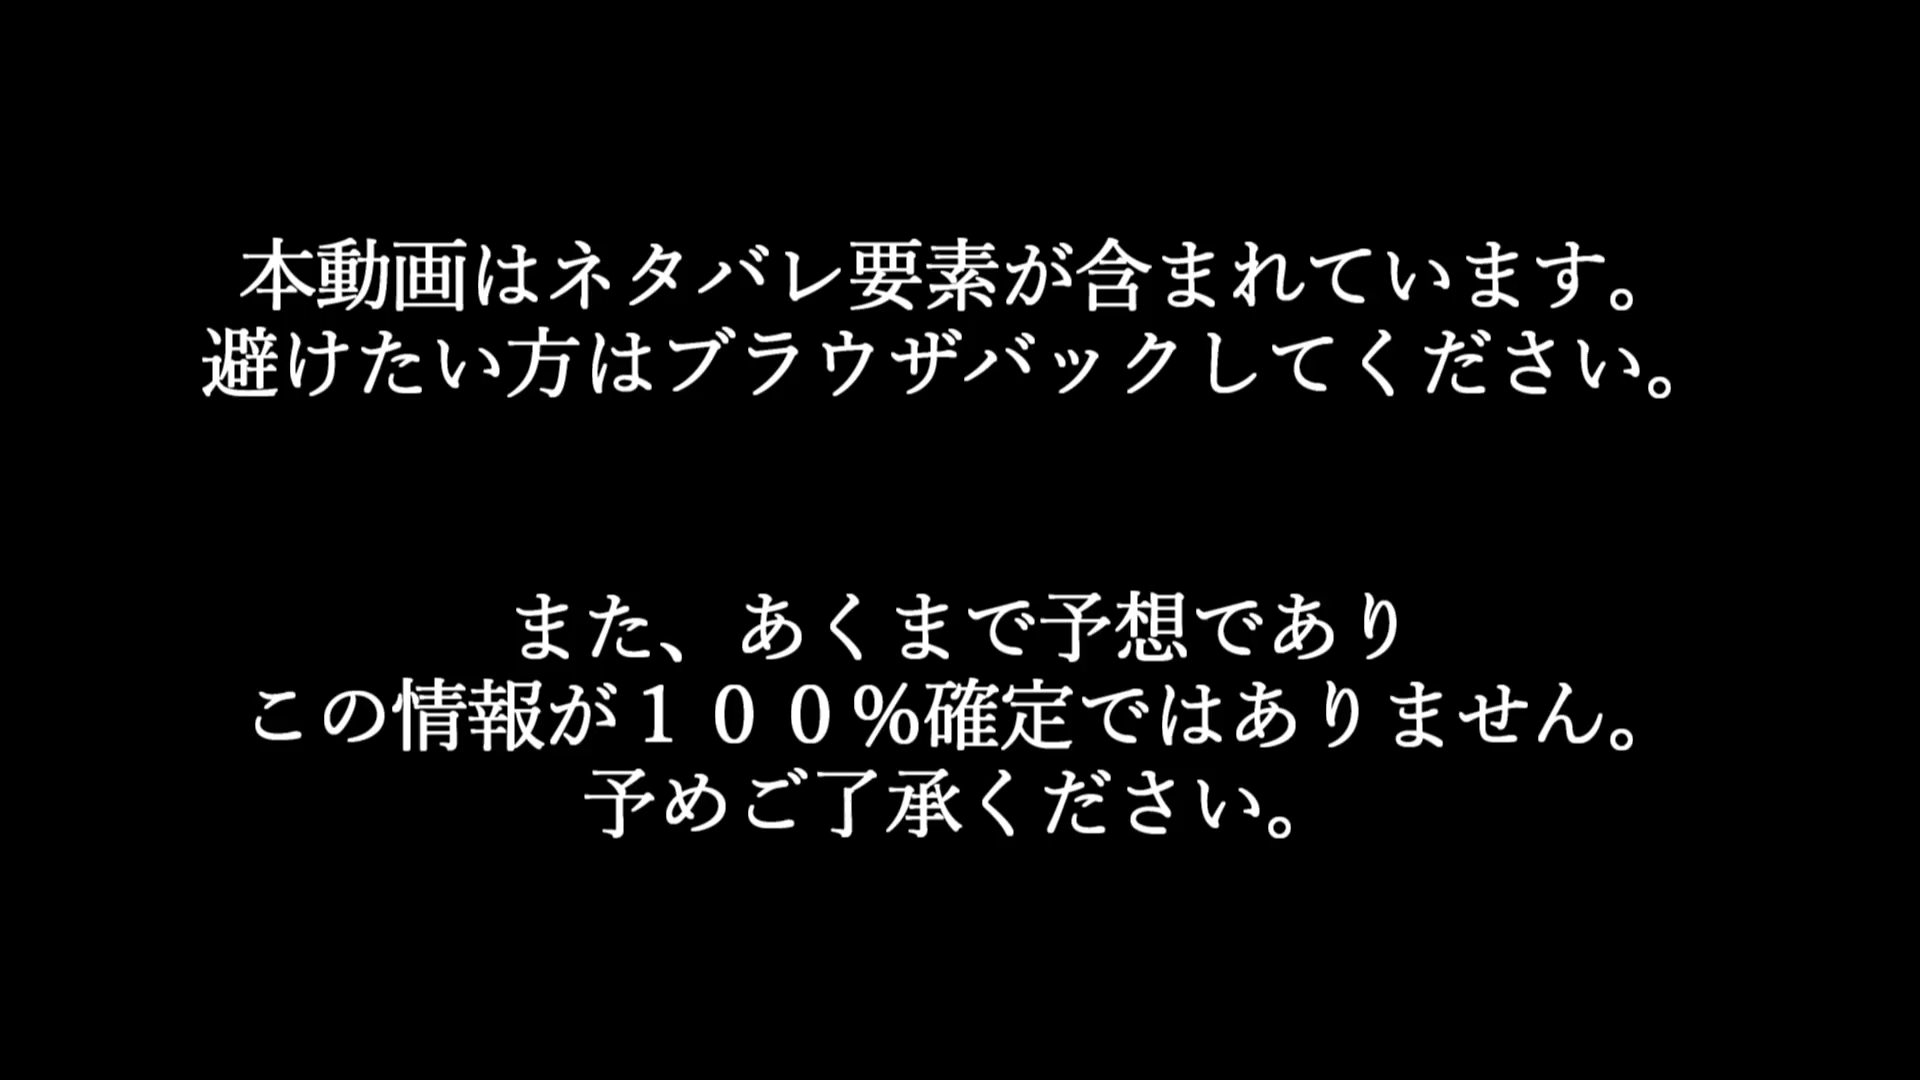 本動画はネタバレ要素が含まれています。
避けたい方はブラウザバックしてください。
また、あくまで予想であり
この情報が１００％確定ではありません。
予めご了承ください。